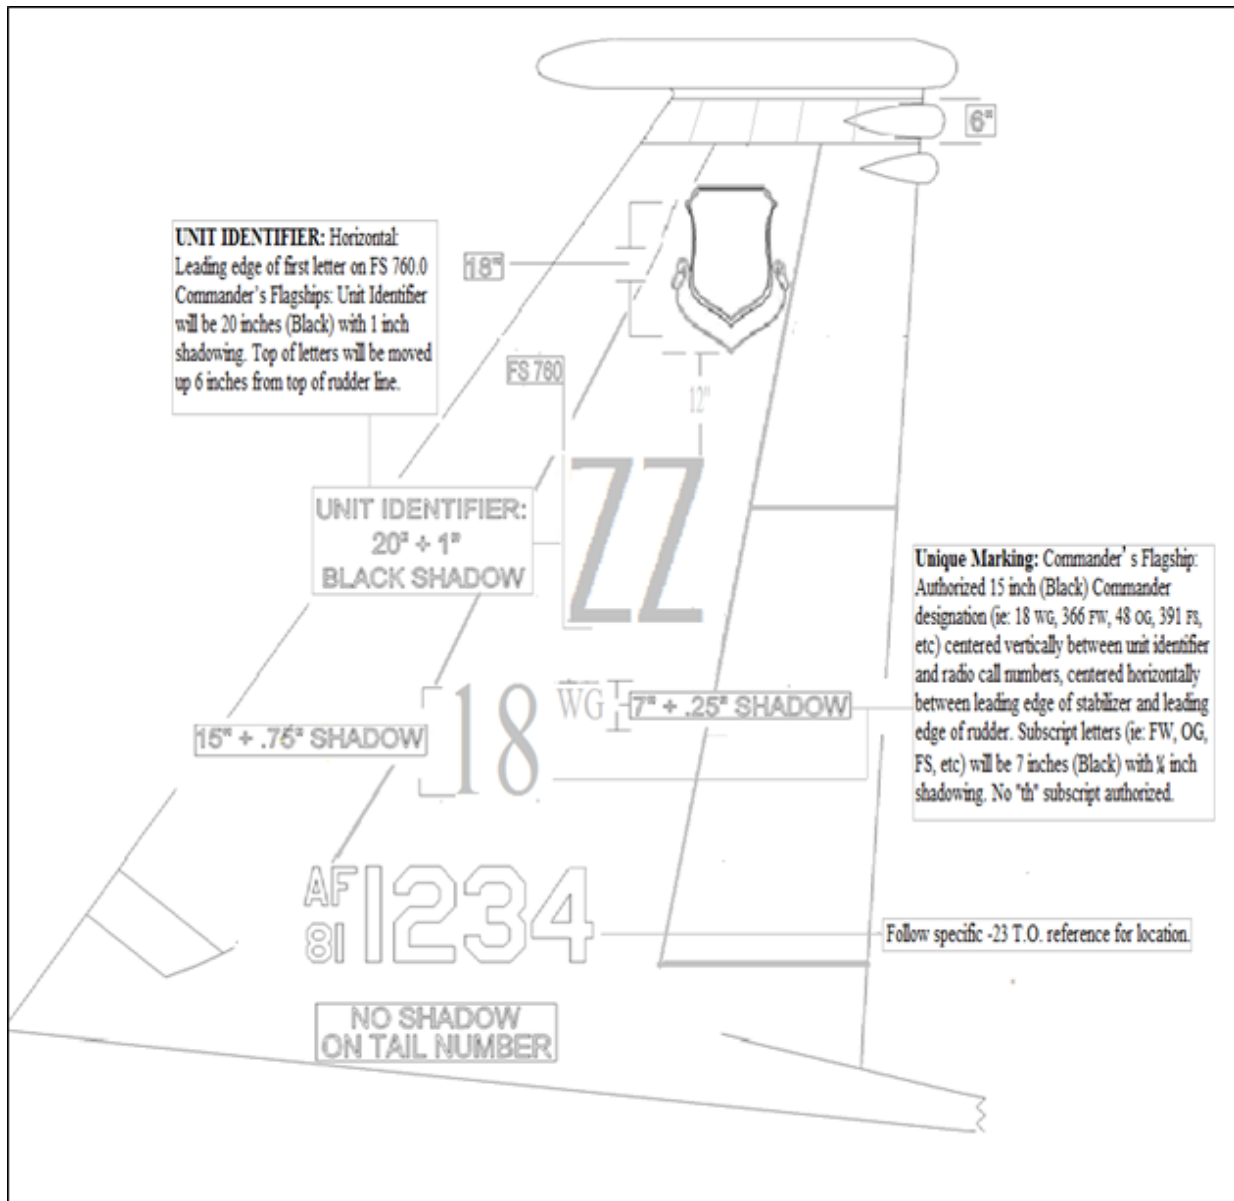 6"
UNIT IDENTIFIER: Horizontal:
Leading edge of first letter on FS 760.0
Commander's Flagships: Unit Identifier
will be 20 inches (Black) with 1 inch
shadowing. Top of letters will be moved
up 6 inches from top of rudder line.
18"
FS 760
12"
ZZ
UNIT IDENTIFIER:
20" + 1"
BLACK SHADOW
Unique Marking: Commander's Flagship:
Authorized 15 inch (Black) Commander
designation (ie: 18 WG, 366 FW, 48 OG, 391 FS,
etc) centered vertically between unit identifier
and radio call numbers, centered horizontally
between leading edge of stabilizer and leading
edge of rudder. Subscript letters (ie: FW, OG,
FS, etc) will be 7 inches (Black) with ¼ inch
shadowing. No "th" subscript authorized.
18 WG
7" + .25" SHADOW
15" + .75" SHADOW
AF
81 1234
Follow specific -23 T.O. reference for location.
NO SHADOW
ON TAIL NUMBER